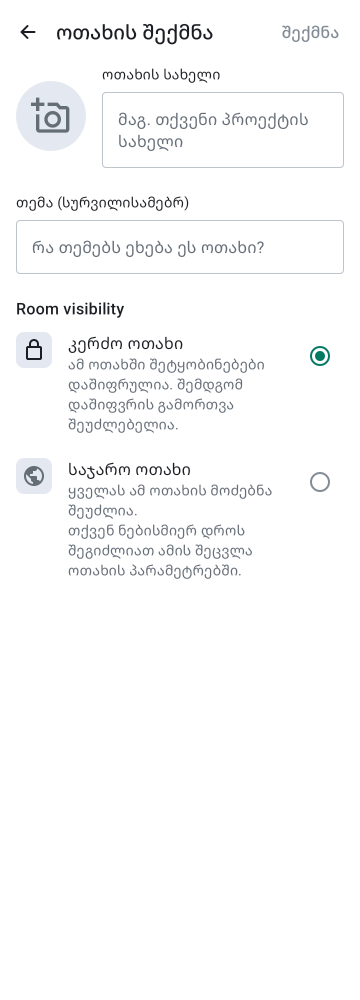 ოთახის შექმნა
შექმნა
ოთახის სახელი
მაგ. თქვენი პროექტის
სახელი
თემა (სურვილისამებრ)
რა თემებს ეხება ეს ოთახი?
Room visibility
კერძო ოთახი
ამ ოთახში შეტყობინებები
დაშიფრულია. შემდგომ
დაშიფვრის გამორთვა
შეუძლებელია.
საჯარო ოთახი
ყველას ამ ოთახის მოძებნა
შეუძლია.
თქვენ ნებისმიერ დროს
შეგიძლიათ ამის შეცვლა
ოთახის პარამეტრებში.